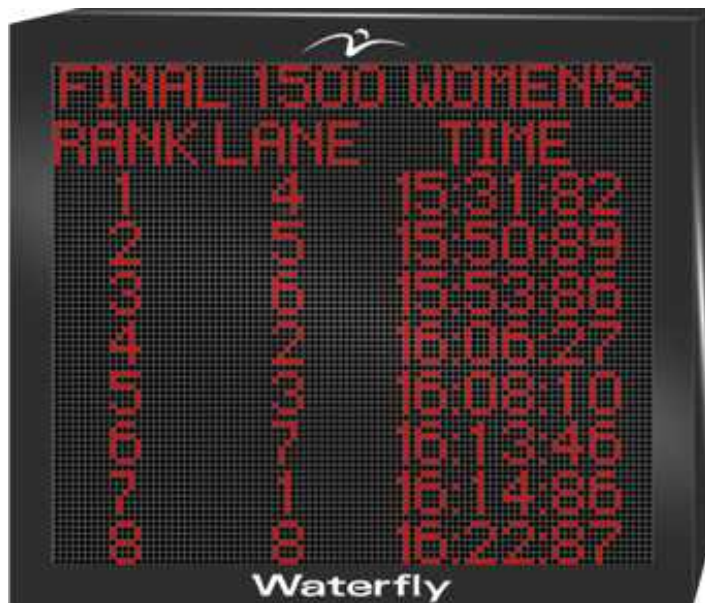 FINAL 1500 WOMEN'S
RANK LANE TIME
1 4 15:31:82
2 5 15:50:89
3 6 15:53:86
4 2 16:06:27
5 3 16:08:10
6 7 16:13:46
7 1 16:14:86
8 8 16:22:87
Waterfly